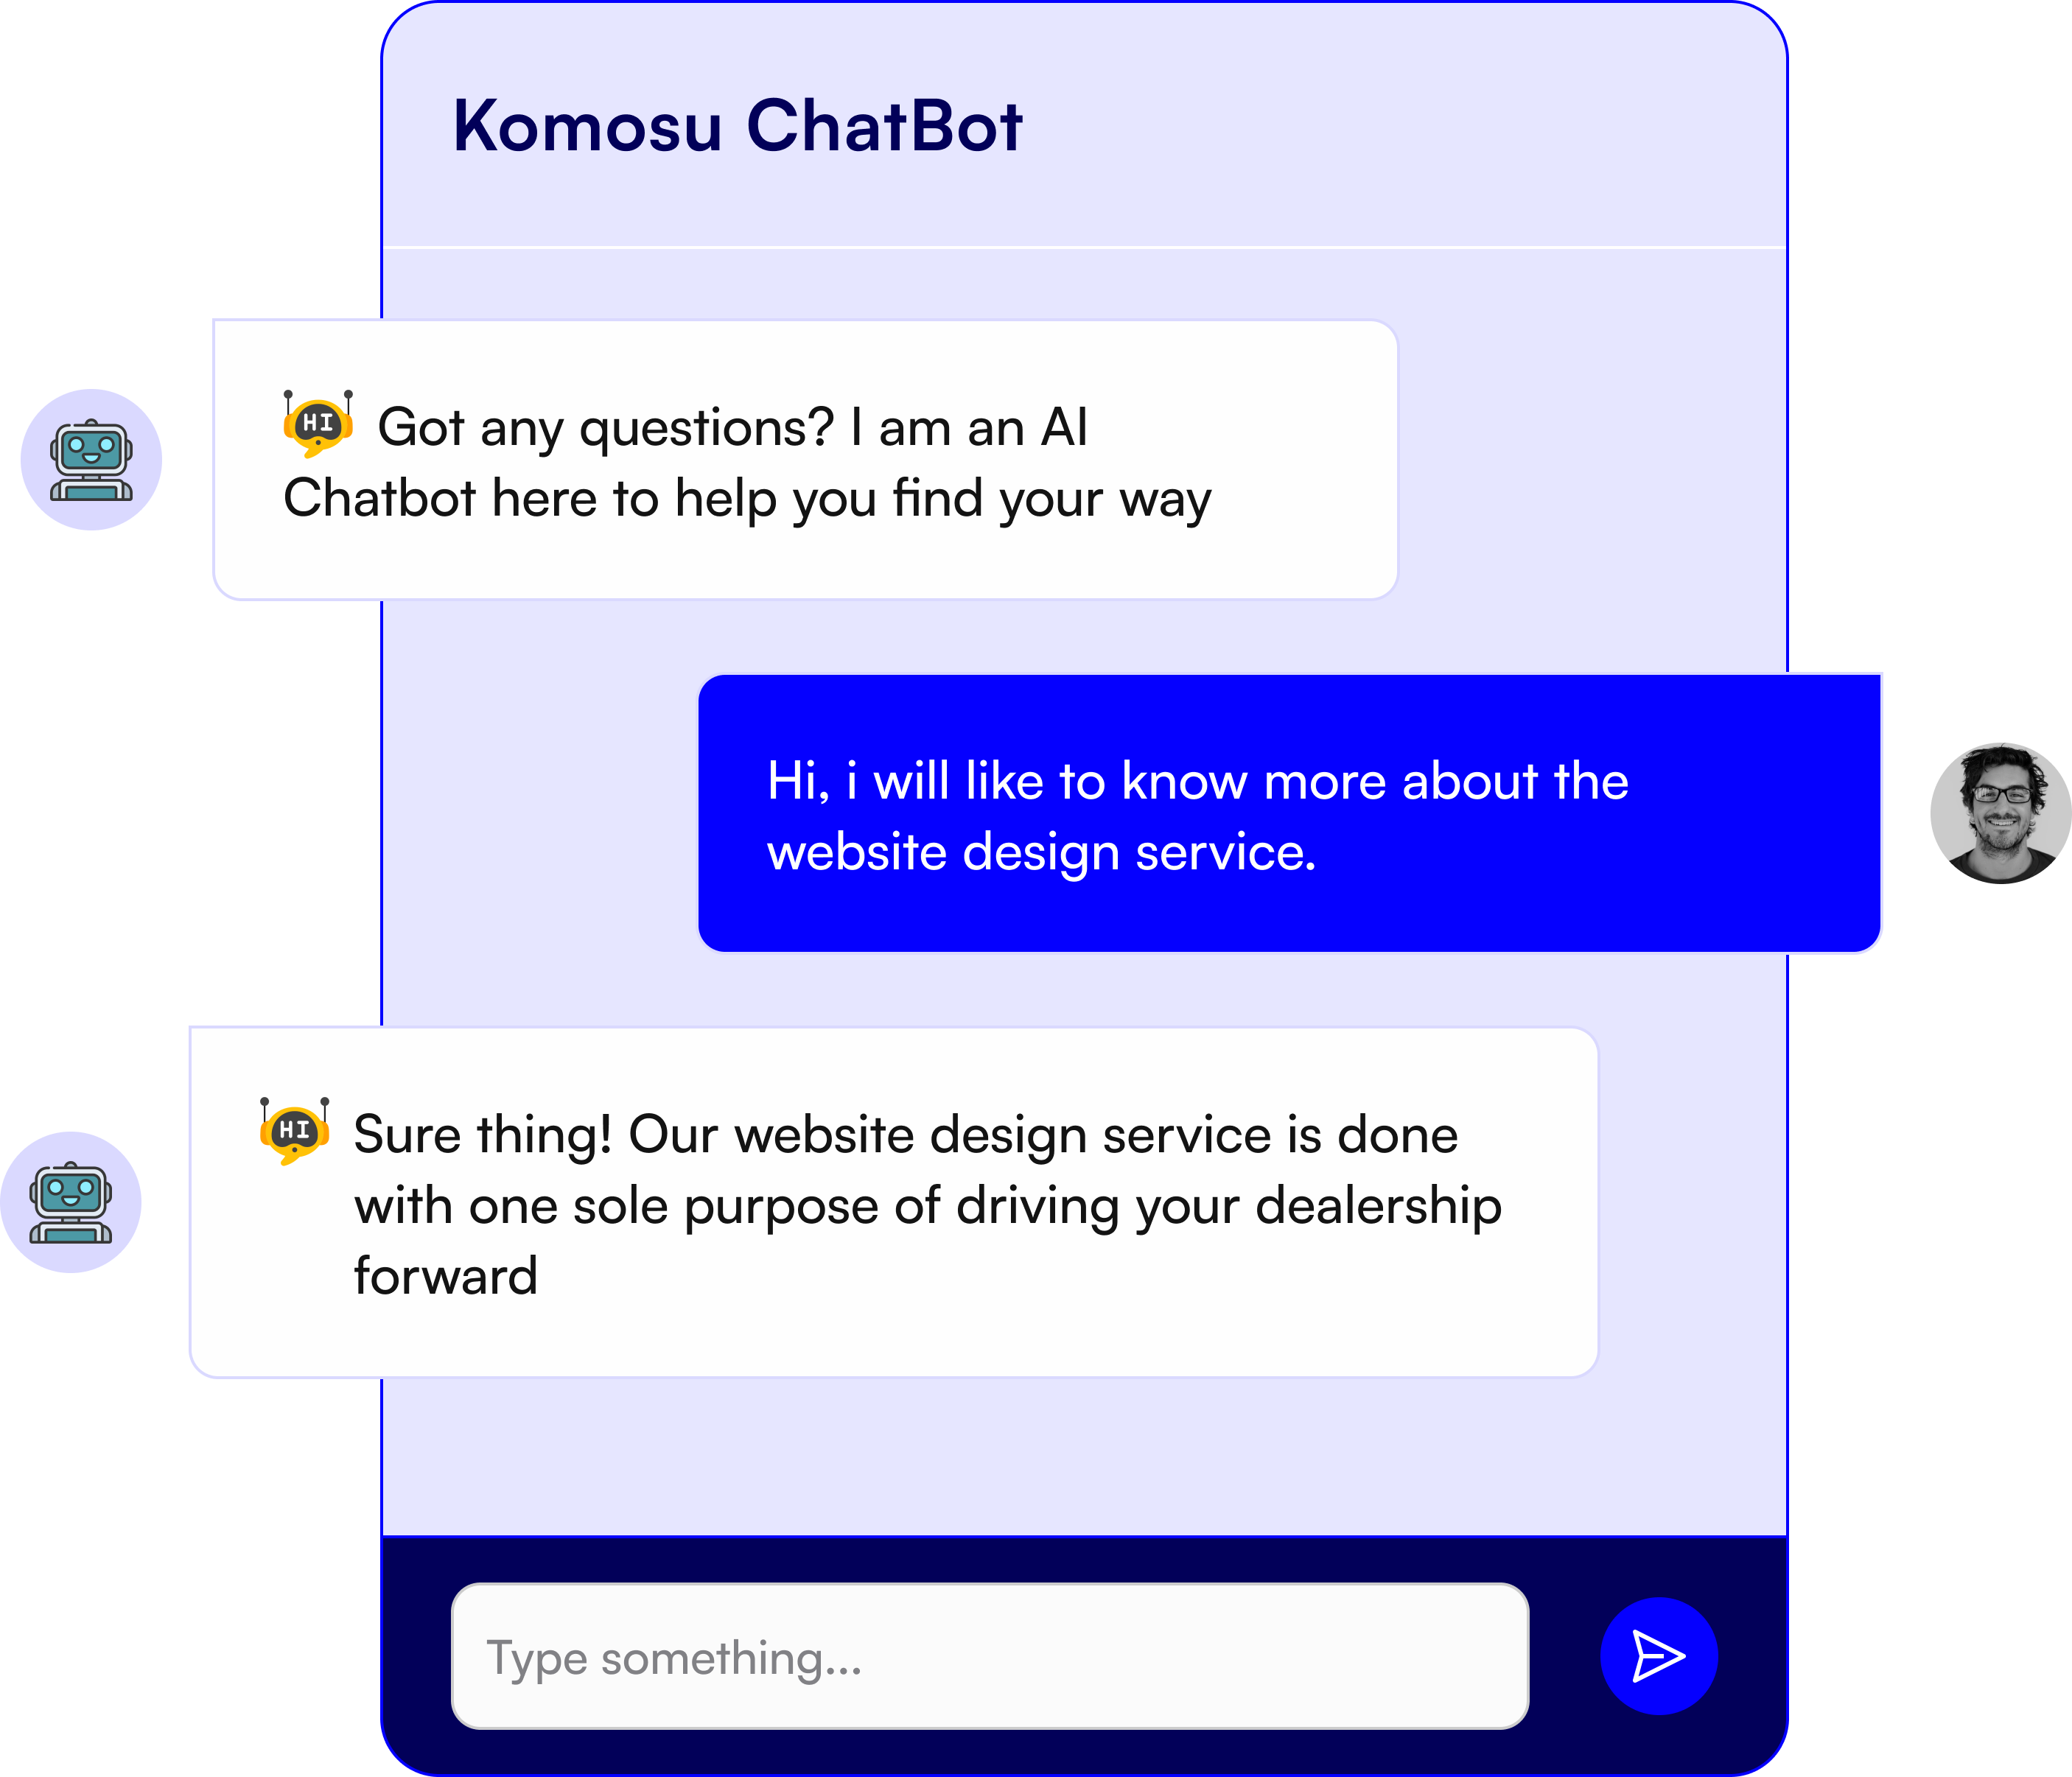 Komosu ChatBot
HI Got any questions? I am an AI
Chatbot here to help you find your way
Hi, i will like to know more about the
website design service.
HI Sure thing! Our website design service is done
with one sole purpose of driving your dealership
forward
Type something...